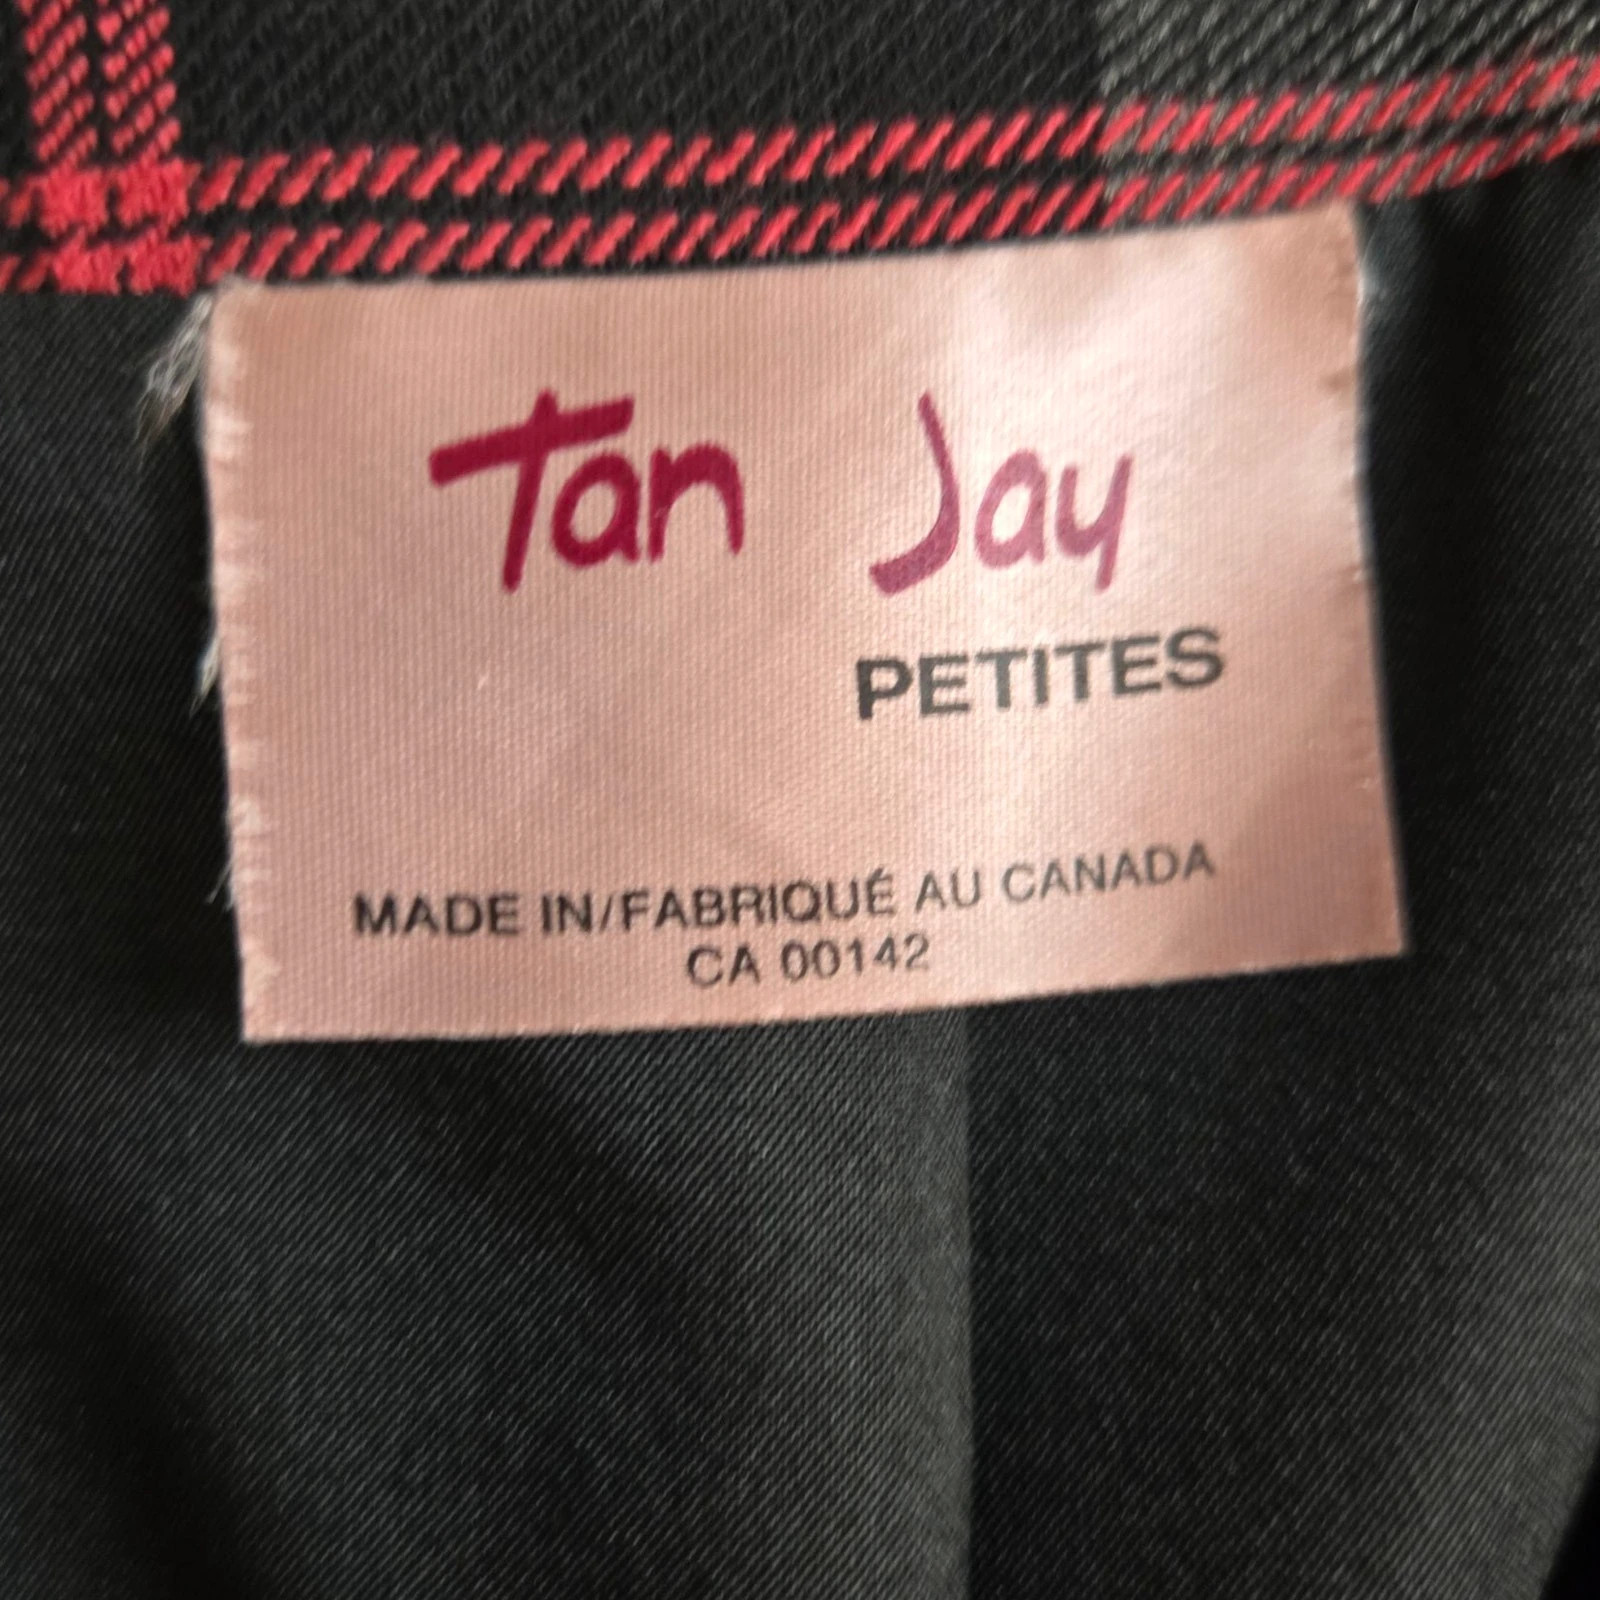 Tan Jay
PETITES
MADE IN/FABRIQUÉ AU CANADA
CA 00142